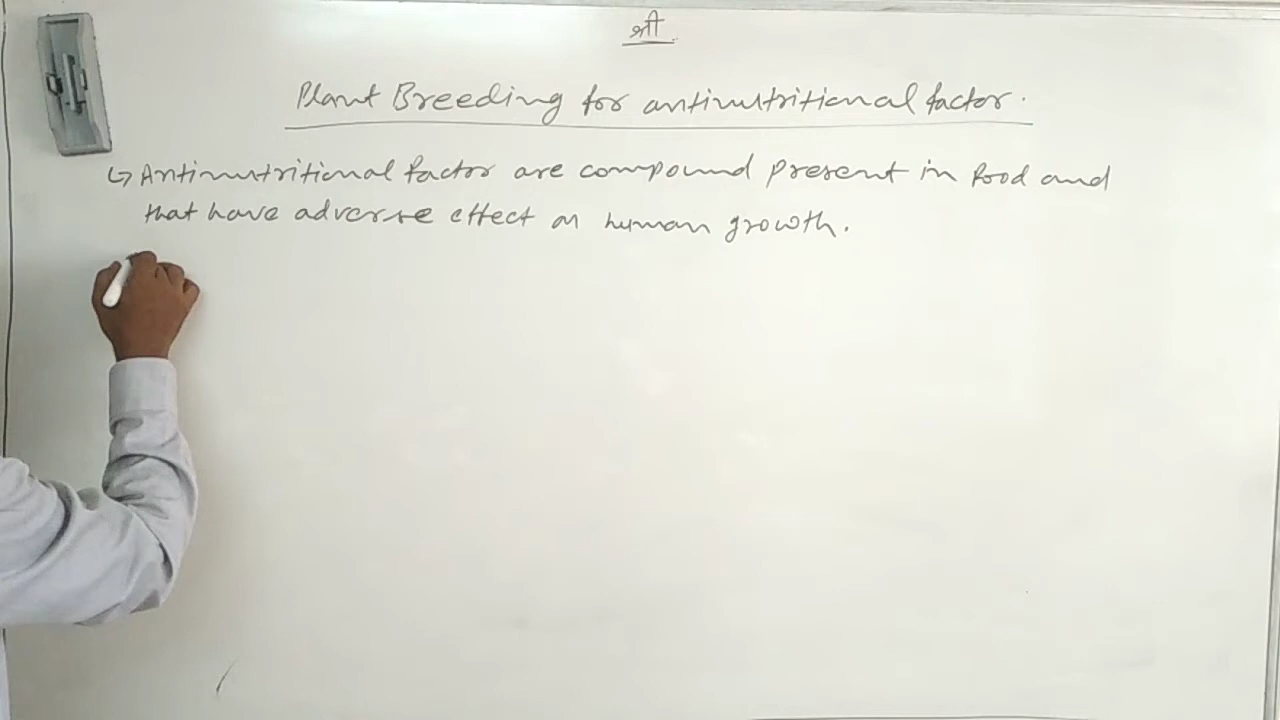 श्री
Plant Breeding for antinutritional factor.
↳ Antinutritional factor are compound present in food and
that have adverse effect on human growth.